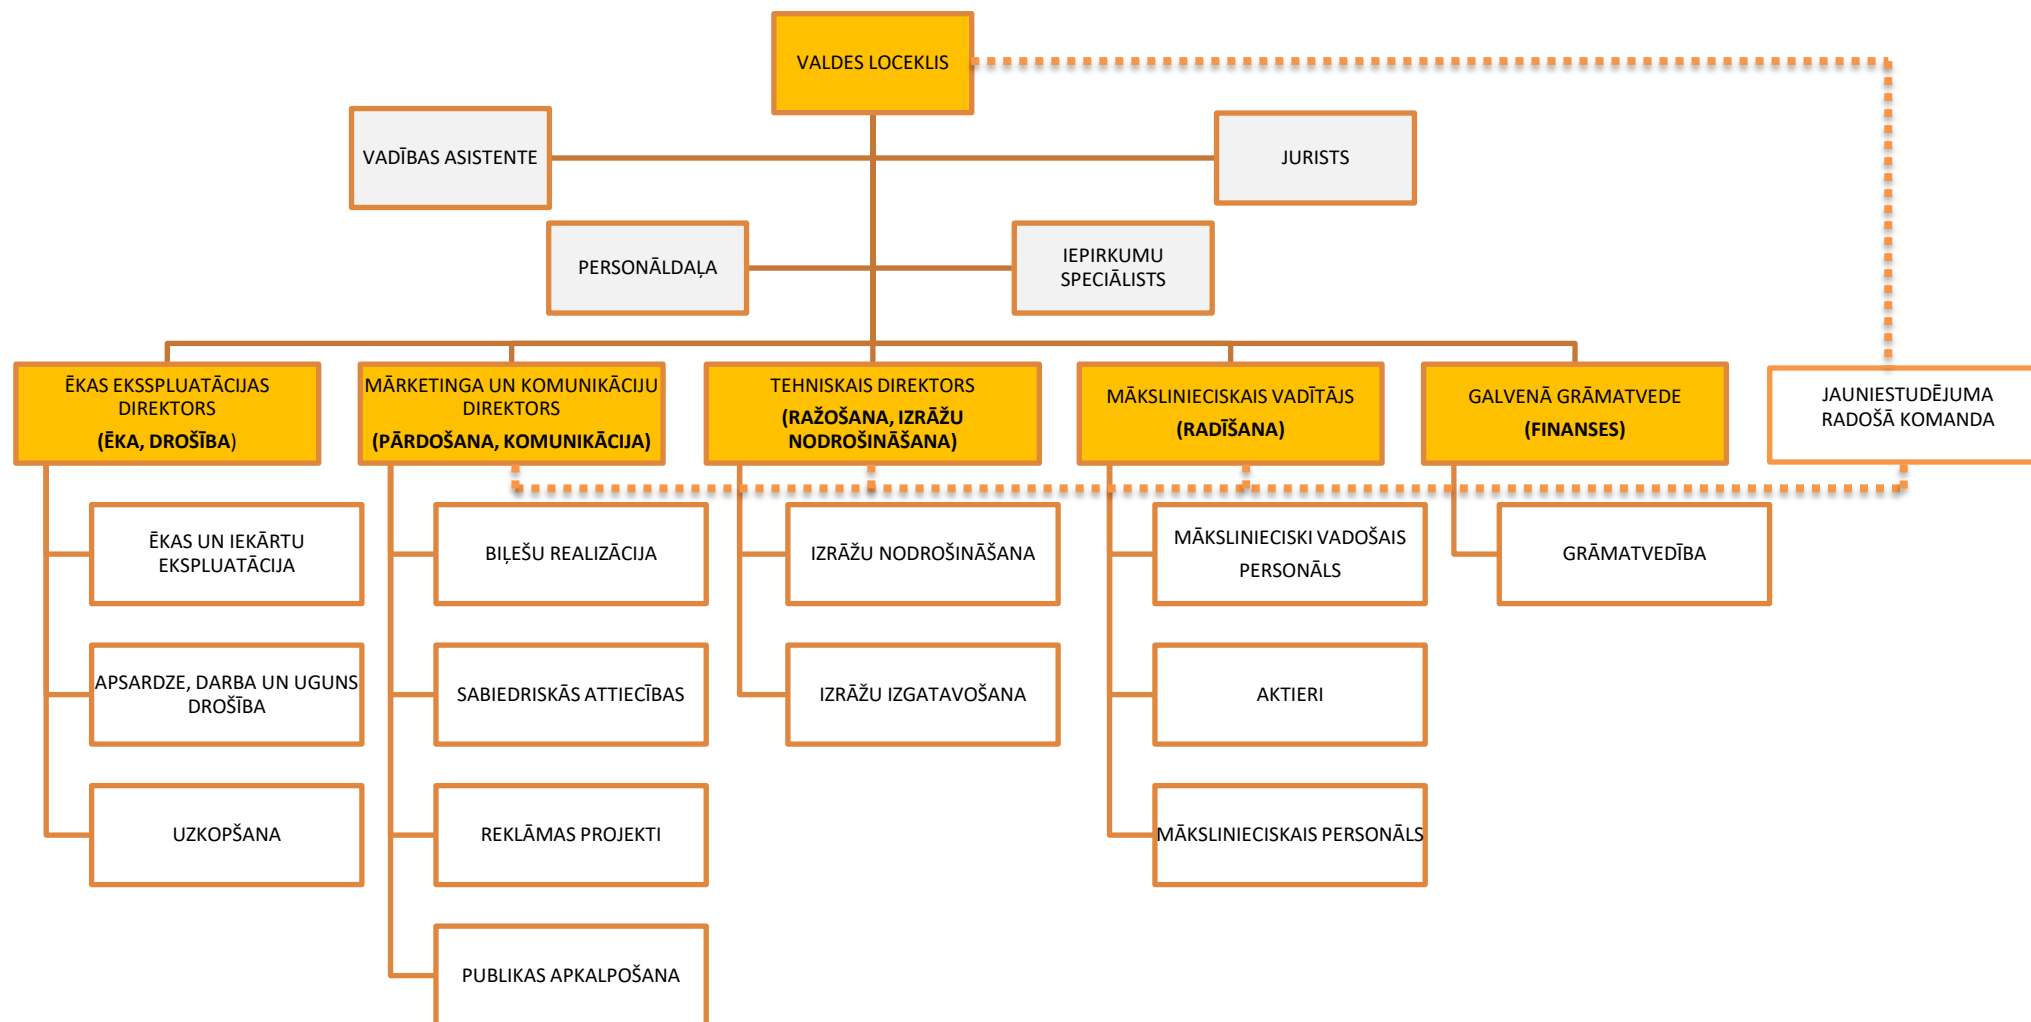 VALDES LOCEKLIS
VADĪBAS ASISTENTE
JURISTS
PERSONĀLDAĻA
IEPIRKUMU
SPECIĀLISTS
ĒKAS EKSSPLUATĀCIJAS
DIREKTORS
(ĒKA, DROŠĪBA)
MĀRKETINGA UN KOMUNIKĀCIJU
DIREKTORS
(PĀRDOŠANA, KOMUNIKĀCIJA)
TEHNISKAIS DIREKTORS
(RAŽOŠANA, IZRĀŽU
NODROŠINĀŠANA)
MĀKSLINIECISKAIS VADĪTĀJS
(RADĪŠANA)
GALVENĀ GRĀMATVEDE
(FINANSES)
JAUNIESTUDĒJUMA
RADOŠĀ KOMANDA
ĒKAS UN IEKĀRTU
EKSPLUATĀCIJA
BIĻEŠU REALIZĀCIJA
IZRĀŽU NODROŠINĀŠANA
MĀKSLINIECISKI VADOŠAIS
PERSONĀLS
GRĀMATVEDĪBA
APSARDZE, DARBA UN UGUNS
DROŠĪBA
SABIEDRISKĀS ATTIECĪBAS
IZRĀŽU IZGATAVOŠANA
AKTIERI
UZKOPŠANA
REKLĀMAS PROJEKTI
MĀKSLINIECISKAIS PERSONĀLS
PUBLIKAS APKALPOŠANA